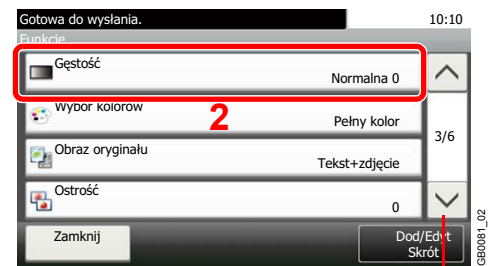 Gotowa do wysłania.
10:10
Funkcje
Gęstość
Normalna 0
Wybór kolorów
2
Pełny kolor
3/6
Obraz oryginału
Tekst+zdjęcie
Ostrość
0
Zamknij
Dod/Edyt
Skrót
GB0081_02